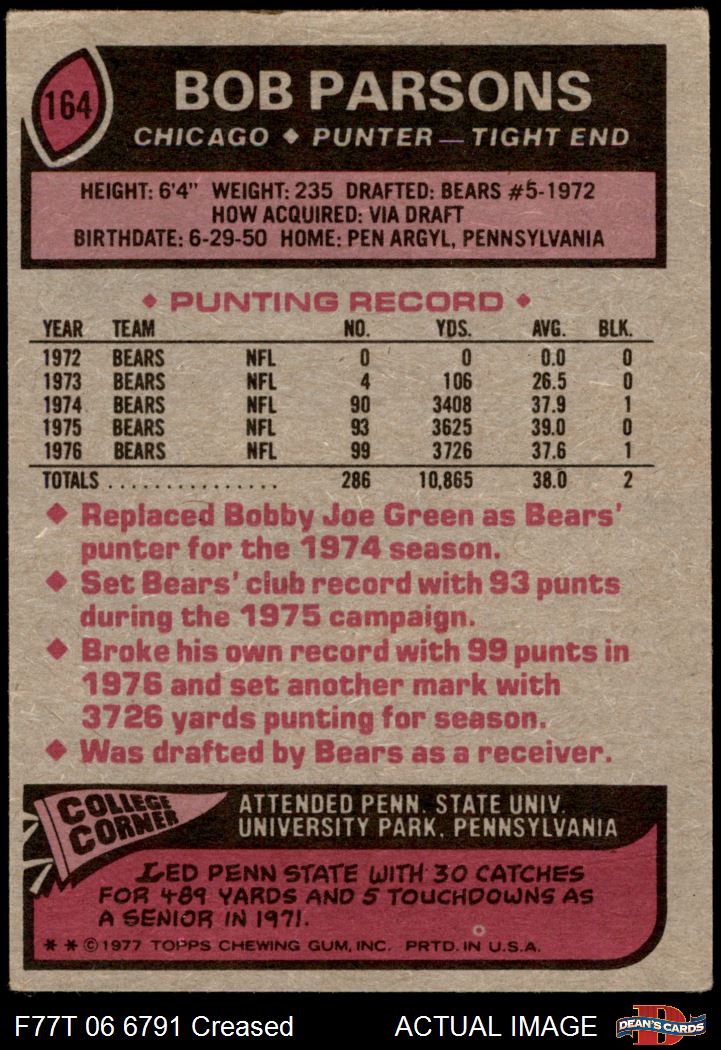 164
BOB PARSONS
CHICAGO ◆ PUNTER — TIGHT END
HEIGHT: 6'4" WEIGHT: 235 DRAFTED: BEARS #5-1972
HOW ACQUIRED: VIA DRAFT
BIRTHDATE: 6-29-50 HOME: PEN ARGYL, PENNSYLVANIA
◆ PUNTING RECORD ◆
YEAR TEAM NO. YDS. AVG. BLK.
1972 BEARS NFL 0 0 0.0 0
1973 BEARS NFL 4 106 26.5 0
1974 BEARS NFL 90 3408 37.9 1
1975 BEARS NFL 93 3625 39.0 0
1976 BEARS NFL 99 3726 37.6 1
TOTALS ............... 286 10,865 38.0 2
◆ Replaced Bobby Joe Green as Bears'
punter for the 1974 season.
◆ Set Bears' club record with 93 punts
during the 1975 campaign.
◆ Broke his own record with 99 punts in
1976 and set another mark with
3726 yards punting for season.
◆ Was drafted by Bears as a receiver.
COLLEGE
CORNER
ATTENDED PENN. STATE UNIV.
UNIVERSITY PARK, PENNSYLVANIA
LED PENN STATE WITH 30 CATCHES
FOR 489 YARDS AND 5 TOUCHDOWNS AS
A SENIOR IN 1971.
* * © 1977 TOPPS CHEWING GUM, INC. PRTD. IN U.S.A.
F77T 06 6791 Creased ACTUAL IMAGE
D
DEAN'S CARDS